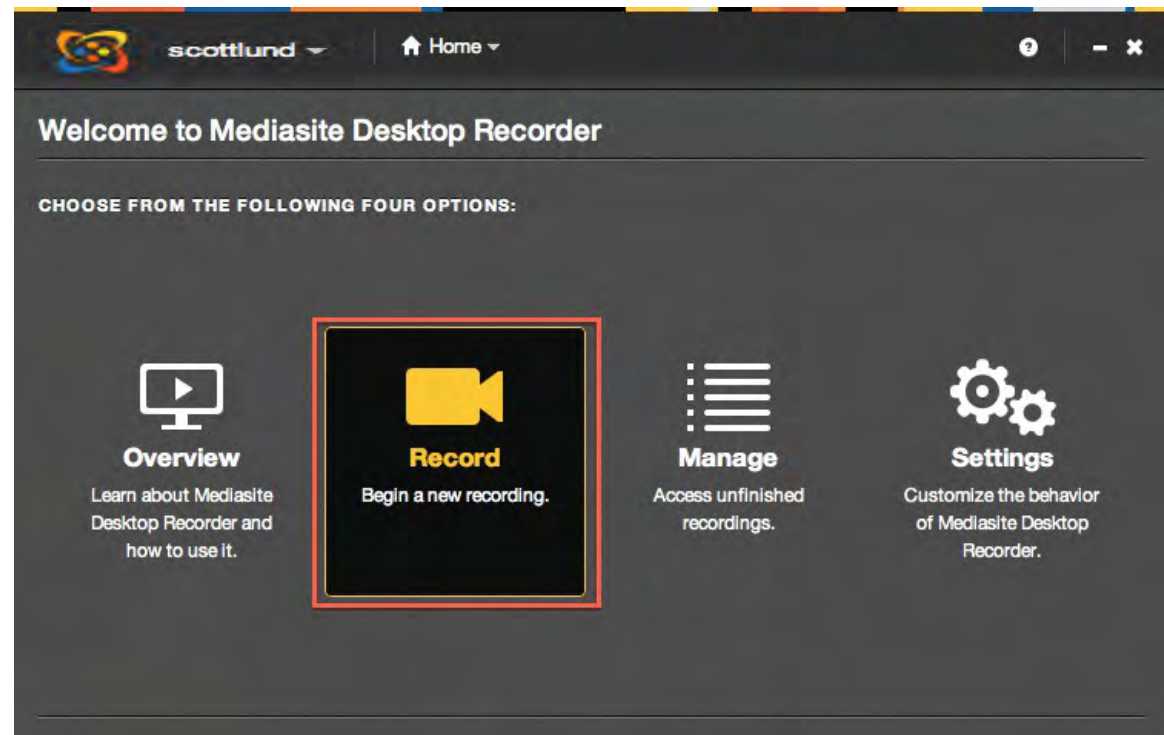 scottlund
Home
Welcome to Mediasite Desktop Recorder
CHOOSE FROM THE FOLLOWING FOUR OPTIONS:
Overview
Learn about Mediasite
Desktop Recorder and
how to use it.
Record
Begin a new recording.
Manage
Access unfinished
recordings.
Settings
Customize the behavior
of Mediasite Desktop
Recorder.